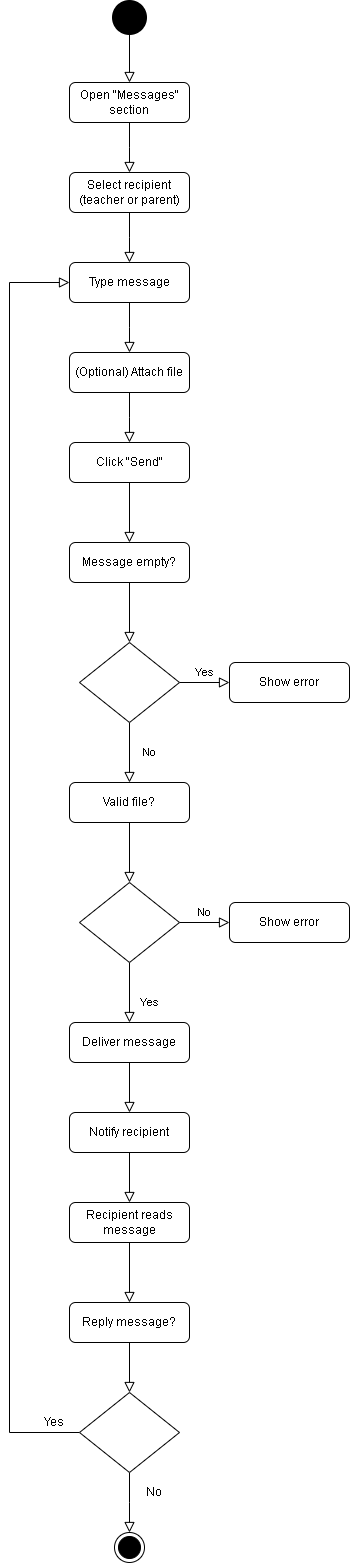 Open "Messages"
section
Select recipient
(teacher or parent)
Type message
(Optional) Attach file
Click "Send"
Message empty?
Yes
Show error
No
Valid file?
No
Show error
Yes
Deliver message
Notify recipient
Recipient reads
message
Reply message?
Yes
No